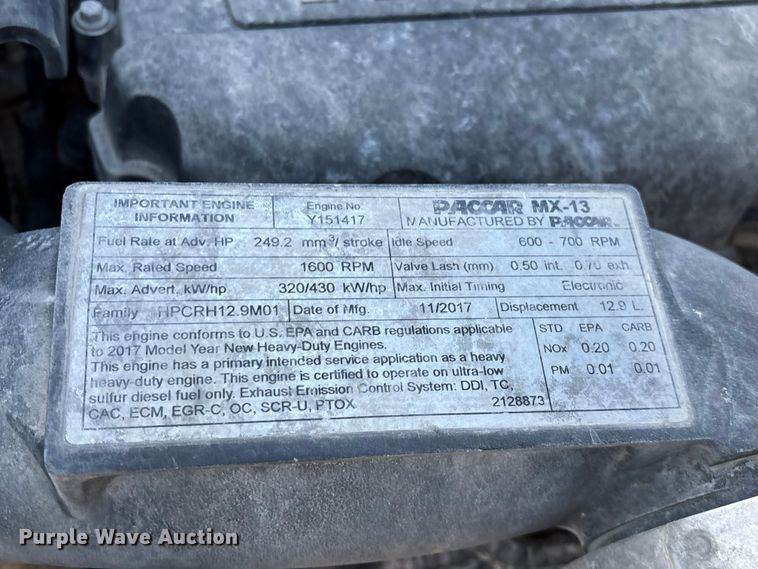 IMPORTANT ENGINE INFORMATION
Engine No.
Y151417
PACCAR MX-13
MANUFACTURED BY PACCAR
Fuel Rate at Adv. HP 249.2 mm³/ stroke
Idle Speed 600 - 700 RPM
Max. Rated Speed 1600 RPM
Valve Lash (mm) 0.50 int. 0.70 exh.
Max. Advert. kW/hp 320/430 kW/hp
Max. Initial Timing Electronic
Family HPCRH12.9M01
Date of Mfg. 11/2017
Displacement 12.9 L.
This engine conforms to U.S. EPA and CARB regulations applicable
to 2017 Model Year New Heavy-Duty Engines.
This engine has a primary intended service application as a heavy
heavy-duty engine. This engine is certified to operate on ultra-low
sulfur diesel fuel only. Exhaust Emission Control System: DDI, TC,
CAC, ECM, EGR-C, OC, SCR-U, PTOX
2128873
STD EPA CARB
NOx 0.20 0.20
PM 0.01 0.01
Purple Wave Auction